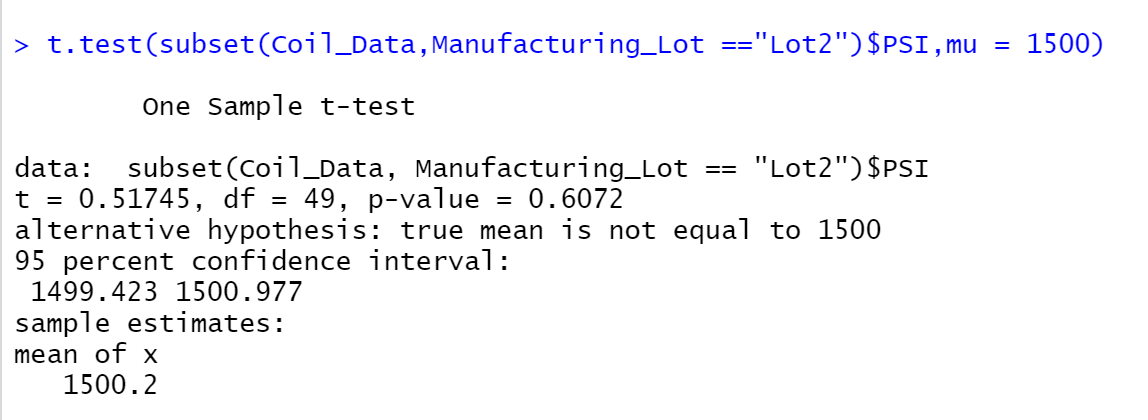 > t.test(subset(Coil_Data,Manufacturing_Lot =="Lot2")$PSI,mu = 1500)
One Sample t-test
data:  subset(Coil_Data, Manufacturing_Lot == "Lot2")$PSI
t = 0.51745, df = 49, p-value = 0.6072
alternative hypothesis: true mean is not equal to 1500
95 percent confidence interval:
1499.423 1500.977
sample estimates:
mean of x
1500.2